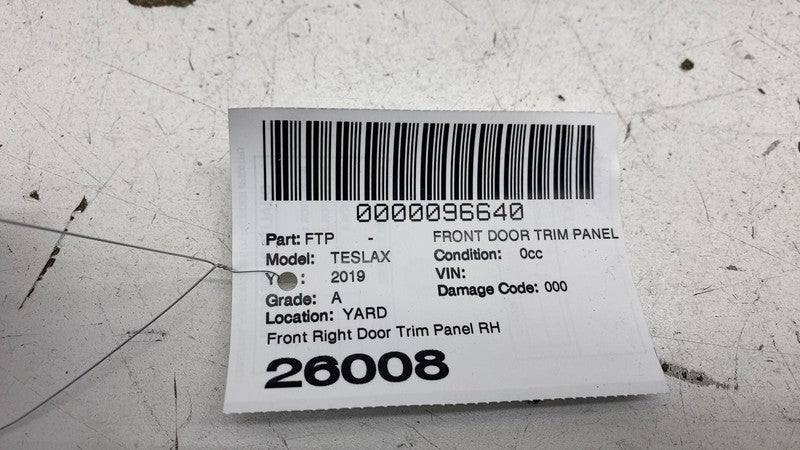 0000096640
Part: FTP - FRONT DOOR TRIM PANEL
Model: TESLAX Condition: 0cc
Y : 2019 VIN:
Grade: A Damage Code: 000
Location: YARD
Front Right Door Trim Panel RH
26008